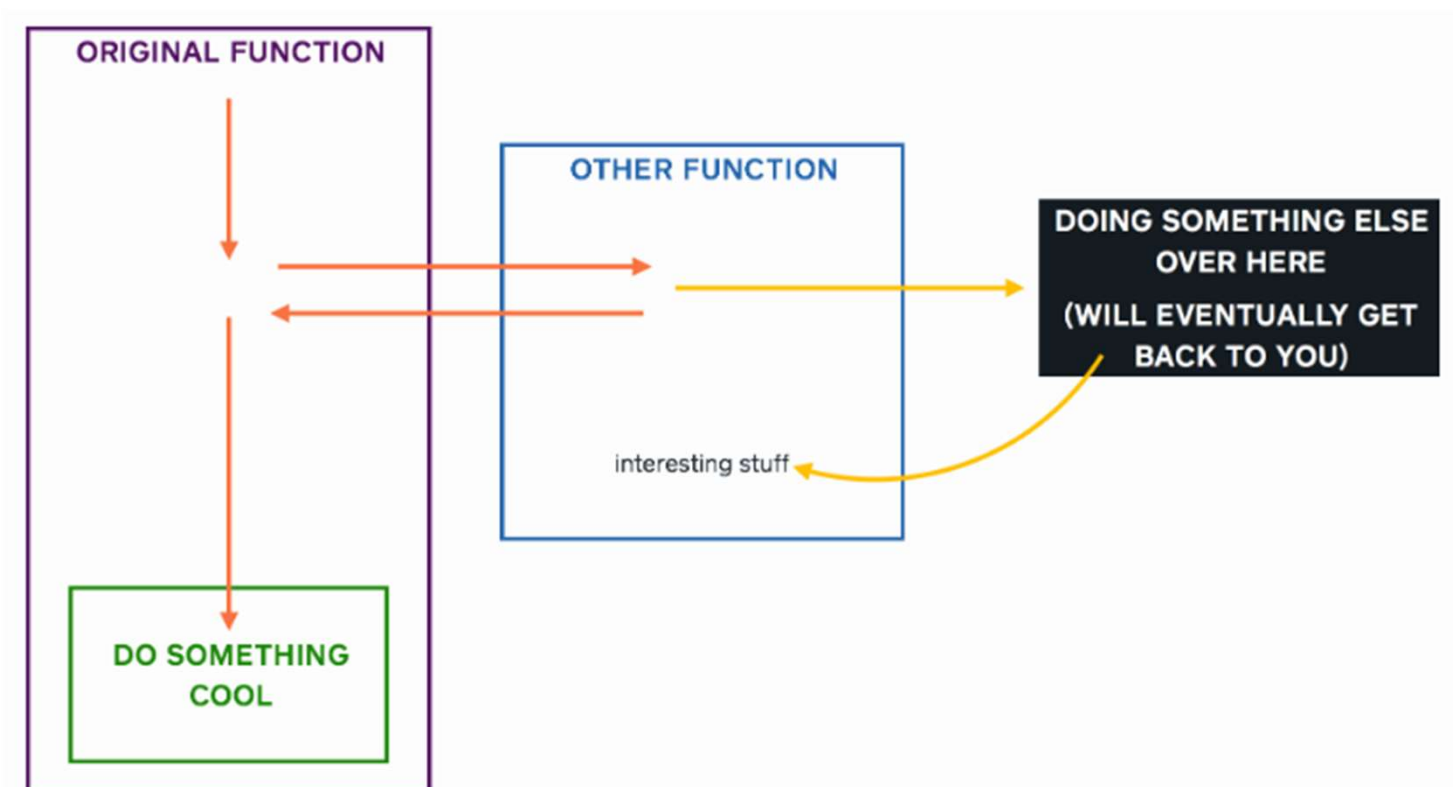 ORIGINAL FUNCTION
OTHER FUNCTION
DOING SOMETHING ELSE
OVER HERE
(WILL EVENTUALLY GET
BACK TO YOU)
interesting stuff
DO SOMETHING
COOL